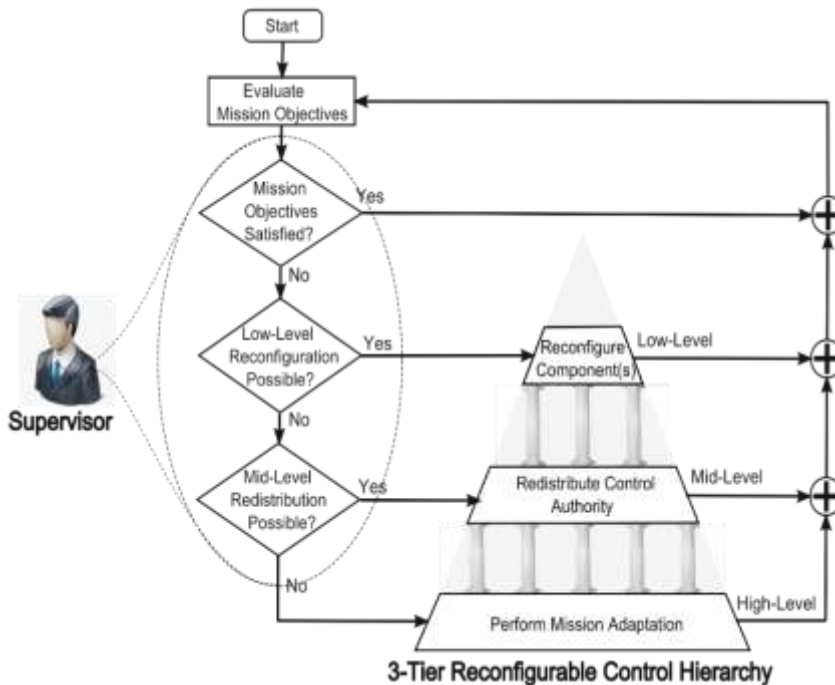 Start
Evaluate
Mission Objectives
Mission
Objectives
Satisfied?
Yes
No
Low-Level
Reconfiguration
Possible?
Yes
Reconfigure
Component(s)
Low-Level
Supervisor
No
Mid-Level
Redistribution
Possible?
Yes
Redistribute Control
Authority
Mid-Level
No
Perform Mission Adaptation
High-Level
3-Tier Reconfigurable Control Hierarchy